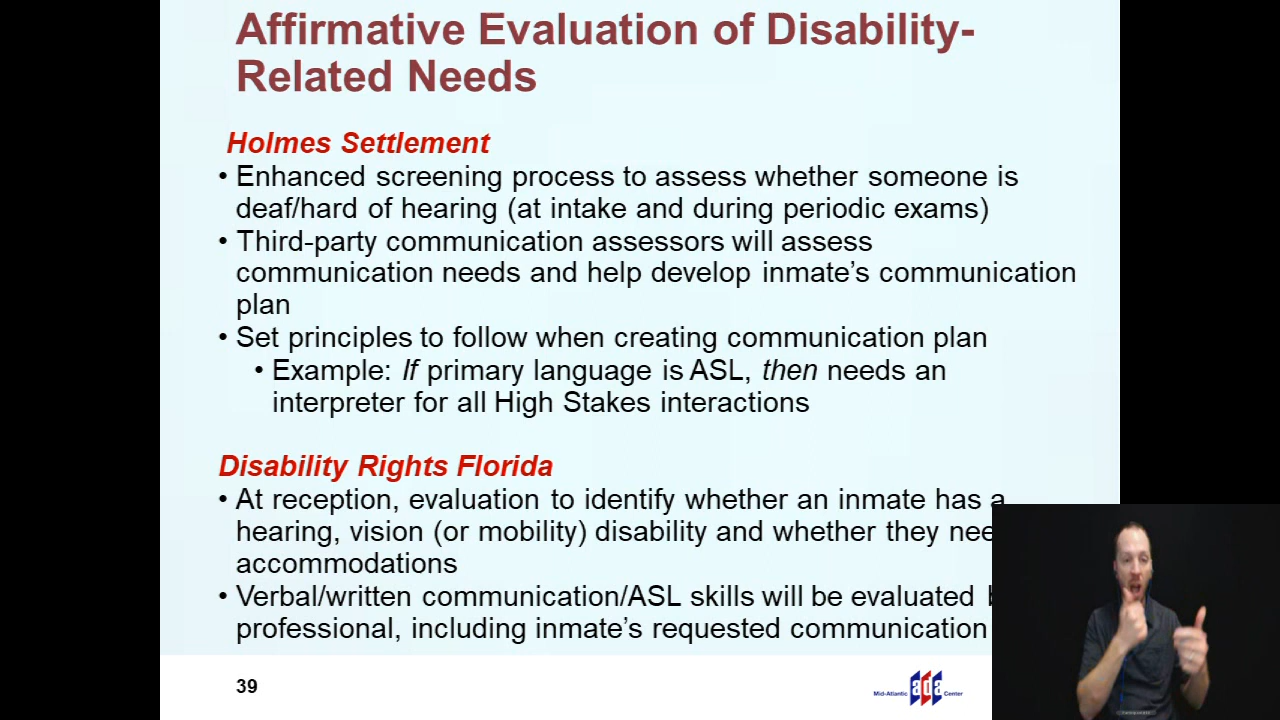 Affirmative Evaluation of Disability-
Related Needs
Holmes Settlement
• Enhanced screening process to assess whether someone is
deaf/hard of hearing (at intake and during periodic exams)
• Third-party communication assessors will assess
communication needs and help develop inmate’s communication
plan
• Set principles to follow when creating communication plan
• Example: If primary language is ASL, then needs an
interpreter for all High Stakes interactions
Disability Rights Florida
• At reception, evaluation to identify whether an inmate has a
hearing, vision (or mobility) disability and whether they
accommodations
• Verbal/written communication/ASL skills will be evaluated
professional, including inmate’s requested communication
39
Mid-Atlantic ada Center